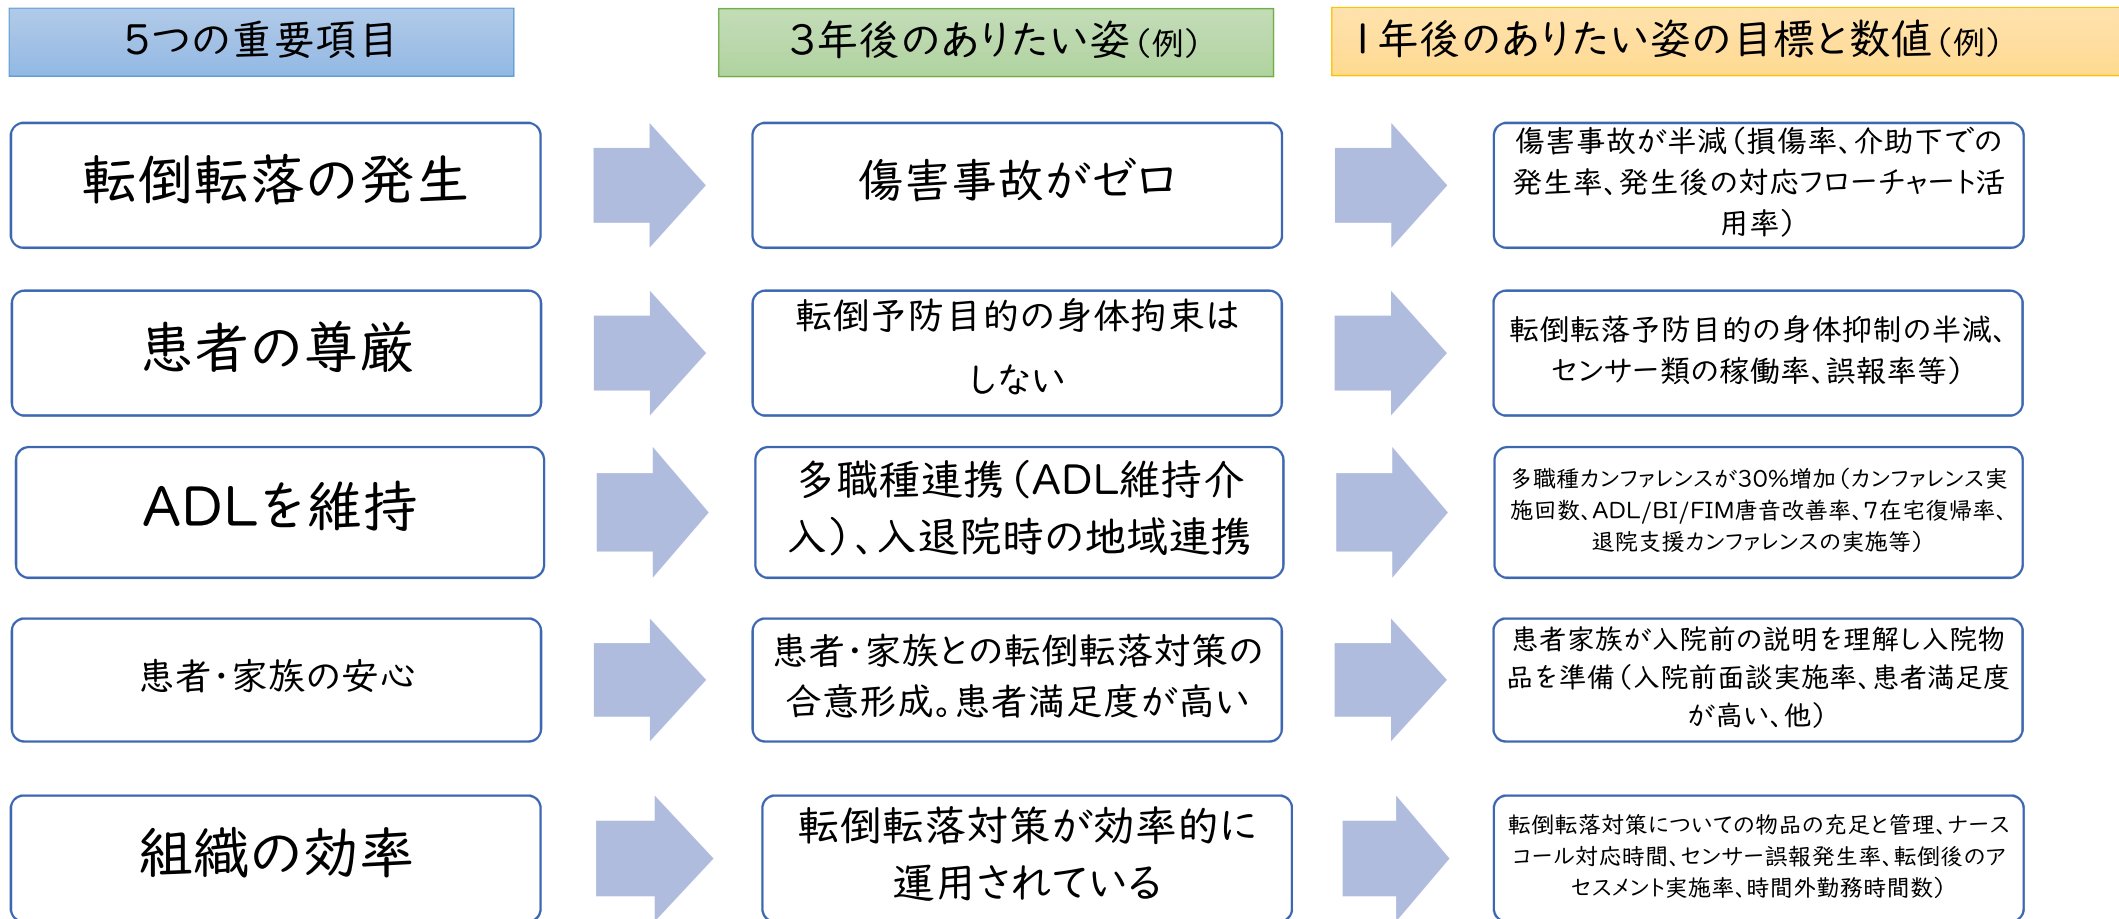 5つの重要項目
3年後のありたい姿（例）
1年後のありたい姿の目標と数値（例）
転倒転落の発生
傷害事故がゼロ
傷害事故が半減（損傷率、介助下での
発生率、発生後の対応フローチャート活
用率）
患者の尊厳
転倒予防目的の身体拘束は
しない
転倒転落予防目的の身体抑制の半減、
センサー類の稼働率、誤報率等）
ADLを維持
多職種連携（ADL維持介
入）、入退院時の地域連携
多職種カンファレンスが30%増加（カンファレンス実
施回数、ADL/BI/FIM唐音改善率、7在宅復帰率、
退院支援カンファレンスの実施等）
患者・家族の安心
患者・家族との転倒転落対策の
合意形成。患者満足度が高い
患者家族が入院前の説明を理解し入院物
品を準備（入院前面談実施率、患者満足度
が高い、他）
組織の効率
転倒転落対策が効率的に
運用されている
転倒転落対策についての物品の充足と管理、ナース
コール対応時間、センサー誤報発生率、転倒後のア
セスメント実施率、時間外勤務時間数）